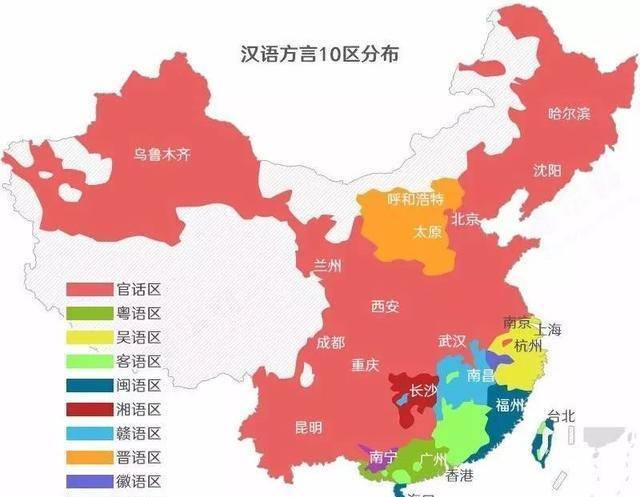 汉语方言10区分布
哈尔滨
乌鲁木齐
沈阳
呼和浩特
北京
太原
兰州
西安
南京
上海
成都
武汉
杭州
重庆
南昌
长沙
福州
台北
昆明
南宁
广州
香港
官话区
粤语区
吴语区
客语区
闽语区
湘语区
赣语区
晋语区
徽语区